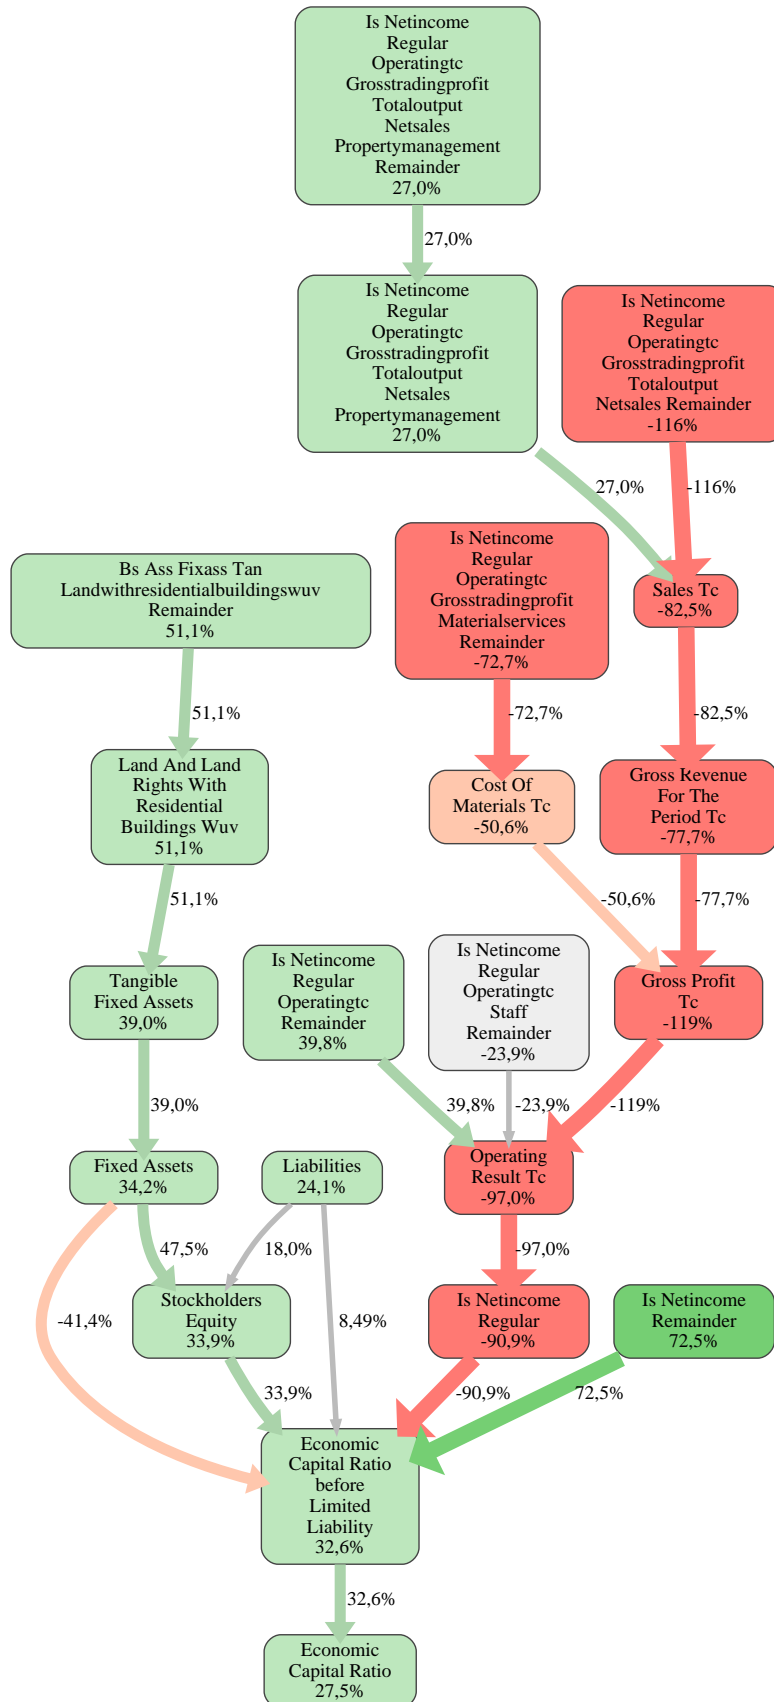 Is Netincome
Regular
Operatingtc
Grosstradingprofit
Totaloutput
Netsales
Propertymanagement
Remainder
27,0%
27,0%
Is Netincome
Regular
Operatingtc
Grosstradingprofit
Totaloutput
Netsales
Propertymanagement
27,0%
Is Netincome
Regular
Operatingtc
Grosstradingprofit
Totaloutput
Netsales Remainder
-116%
27,0%
-116%
Bs Ass Fixass Tan
Landwithresidentialbuildingswuv
Remainder
51,1%
Is Netincome
Regular
Operatingtc
Grosstradingprofit
Materialservices
Remainder
-72,7%
Sales Tc
-82,5%
51,1%
-72,7%
-82,5%
Land And Land
Rights With
Residential
Buildings Wuv
51,1%
Cost Of
Materials Tc
-50,6%
Gross Revenue
For The
Period Tc
-77,7%
51,1%
-50,6%
-77,7%
Tangible
Fixed Assets
39,0%
Is Netincome
Regular
Operatingtc
Remainder
39,8%
Is Netincome
Regular
Operatingtc
Staff
Remainder
-23,9%
Gross Profit
Tc
-119%
39,0%
39,8%
-23,9%
-119%
Fixed Assets
34,2%
Liabilities
24,1%
Operating
Result Tc
-97,0%
47,5%
18,0%
-97,0%
Stockholders
Equity
33,9%
Is Netincome
Regular
-90,9%
Is Netincome
Remainder
72,5%
-41,4%
8,49%
33,9%
-90,9%
72,5%
Economic
Capital Ratio
before
Limited
Liability
32,6%
32,6%
Economic
Capital Ratio
27,5%